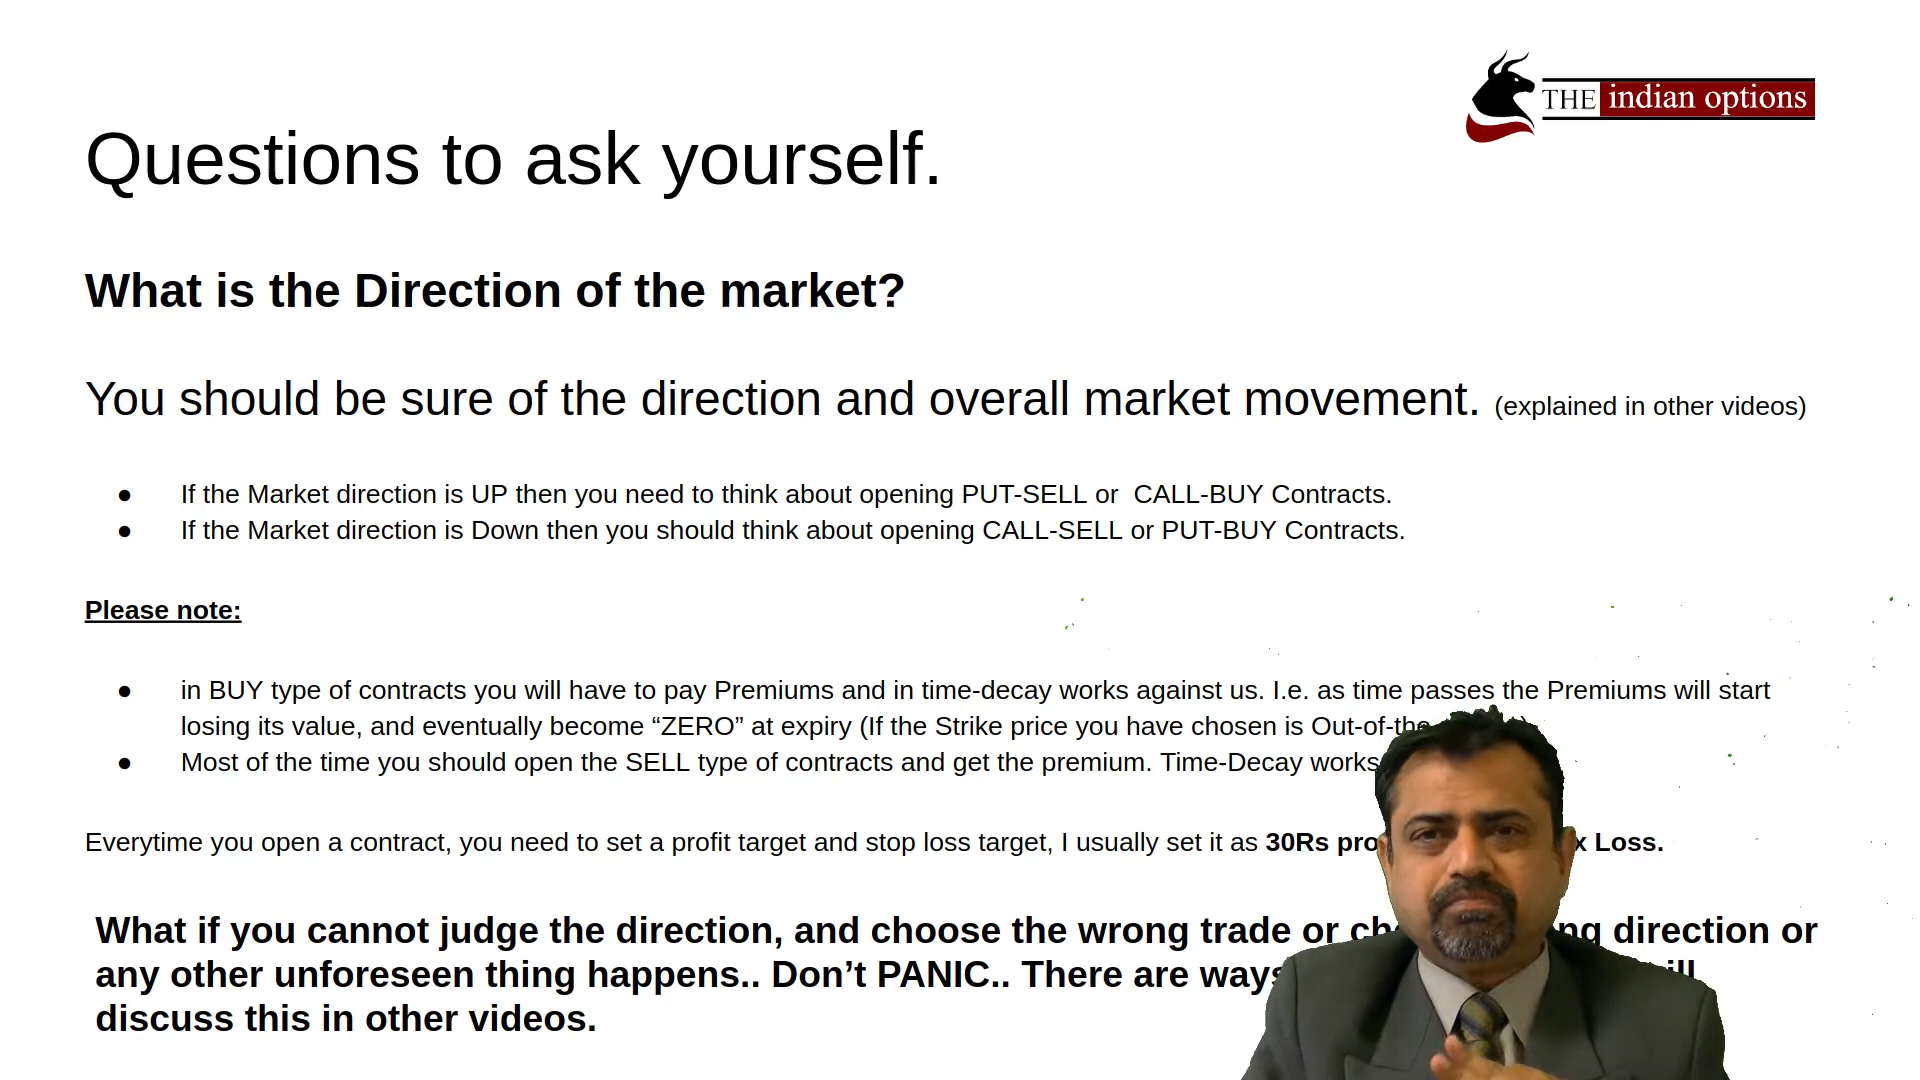 THE indian options
Questions to ask yourself.
What is the Direction of the market?
You should be sure of the direction and overall market movement. (explained in other videos)
● If the Market direction is UP then you need to think about opening PUT-SELL or CALL-BUY Contracts.
● If the Market direction is Down then you should think about opening CALL-SELL or PUT-BUY Contracts.
Please note:
● in BUY type of contracts you will have to pay Premiums and in time-decay works against us. I.e. as time passes the Premiums will start
losing its value, and eventually become “ZERO” at expiry (If the Strike price you have chosen is
● Most of the time you should open the SELL type of contracts and get the premium. Time-Decay works
Everytime you open a contract, you need to set a profit target and stop loss target, I usually set it as 30Rs Loss.
What if you cannot judge the direction, and choose the wrong trade or direction or
any other unforeseen thing happens.. Don’t PANIC.. There are
discuss this in other videos.